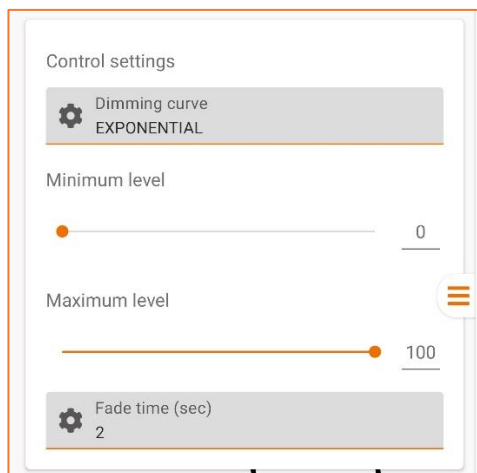 Control settings
Dimming curve
EXPONENTIAL
Minimum level
0
Maximum level
100
Fade time (sec)
2